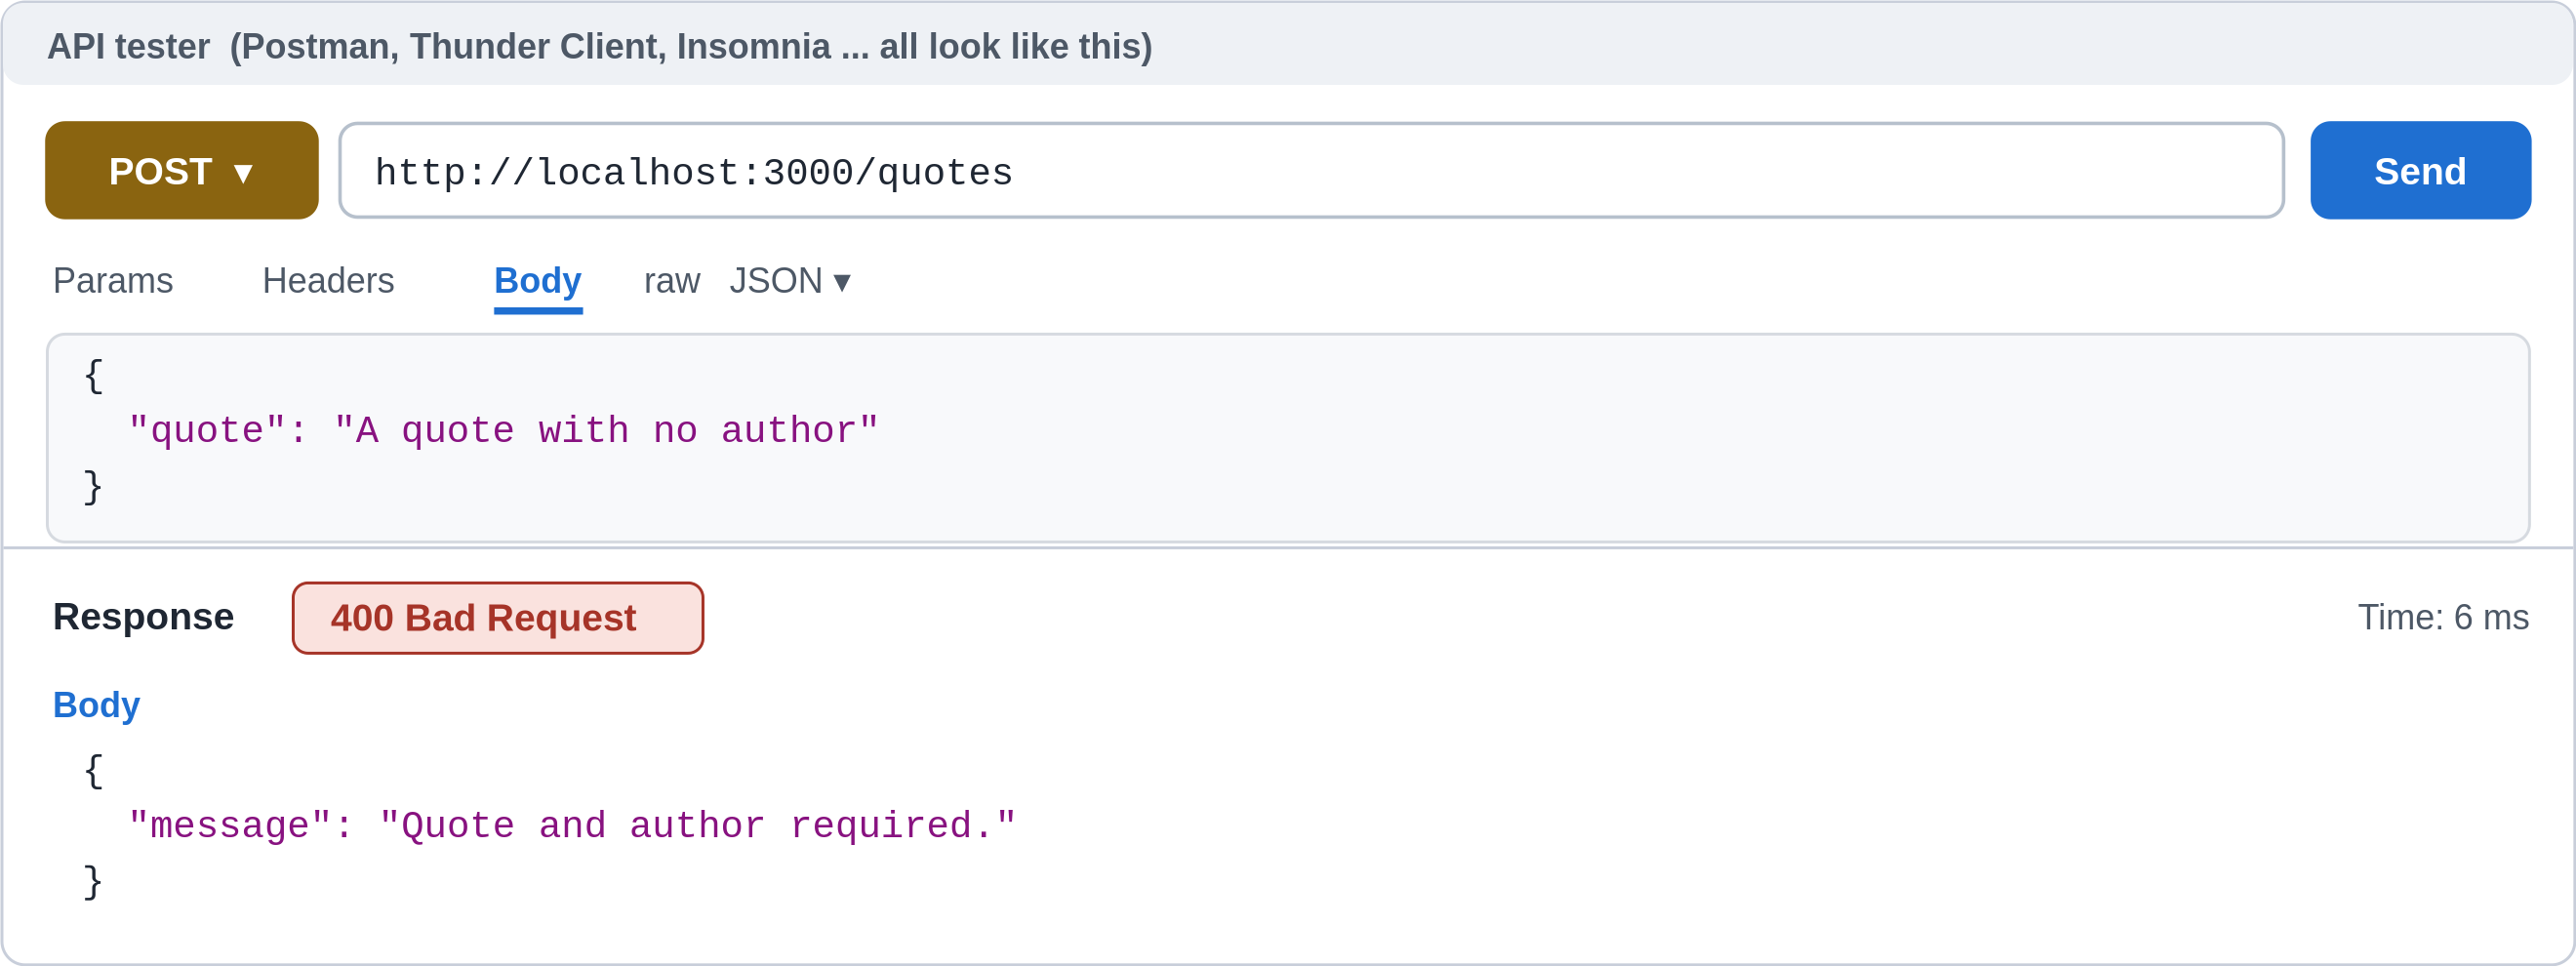 API tester  (Postman, Thunder Client, Insomnia ... all look like this)
POST ▼ http://localhost:3000/quotes Send
Params Headers Body raw JSON ▼
{
  "quote": "A quote with no author"
}
Response 400 Bad Request Time: 6 ms
Body
{
  "message": "Quote and author required."
}